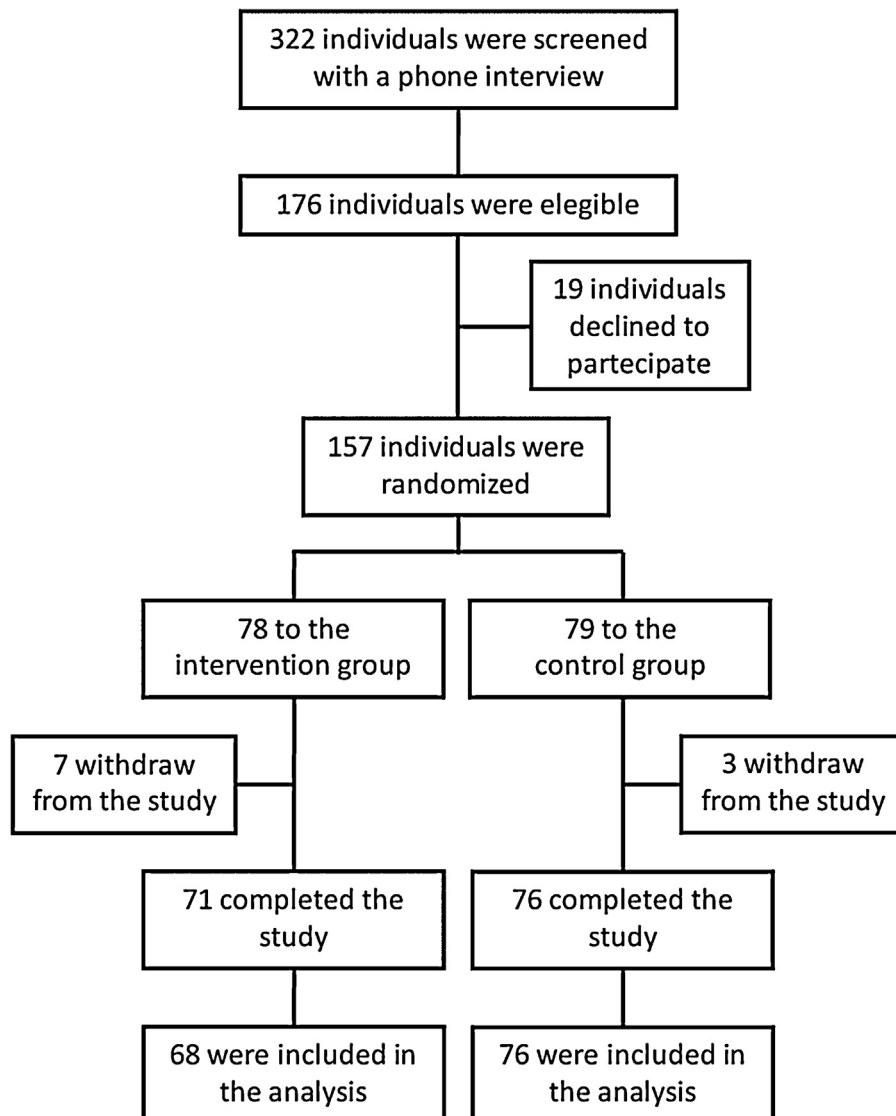 322 individuals were screened
with a phone interview
176 individuals were elegible
19 individuals
declined to
partecipate
157 individuals were
randomized
78 to the
intervention group
79 to the
control group
7 withdraw
from the study
3 withdraw
from the study
71 completed the
study
76 completed the
study
68 were included in
the analysis
76 were included in
the analysis